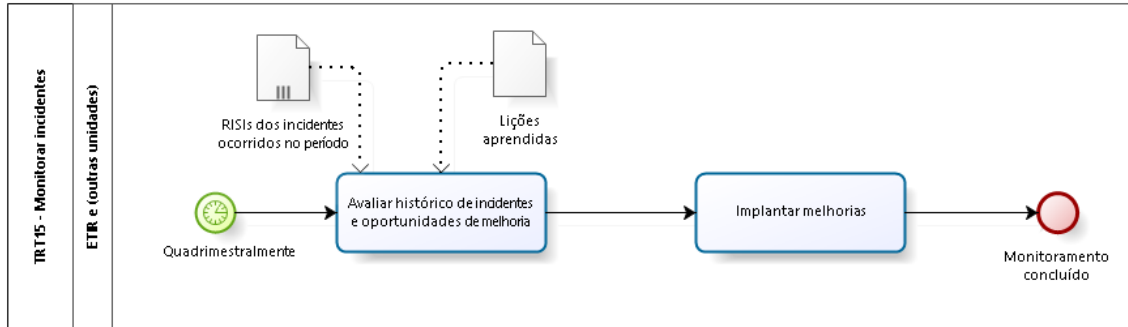 TRT15 - Monitorar incidentes
ETIR e (outras unidades)
RISIs dos incidentes
ocorridos no período
Lições
aprendidas
Quadrimestralmente
Avaliar histórico de incidentes
e oportunidades de melhoria
Implantar melhorias
Monitoramento
concluído